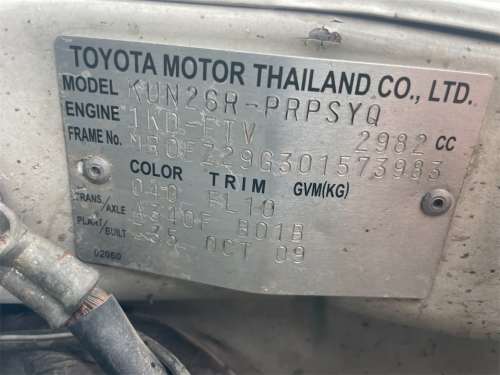 TOYOTA MOTOR THAILAND CO., LTD.
MODEL KUN26R-PRPSYQ
ENGINE 1KD-FTV 2982 CC
FRAME No. MR0FZ29G301573983
COLOR TRIM GVM(KG)
040 FL10
TRANS/AXLE A340F B01B
PLANT/BUILT 235 OCT 09
02060